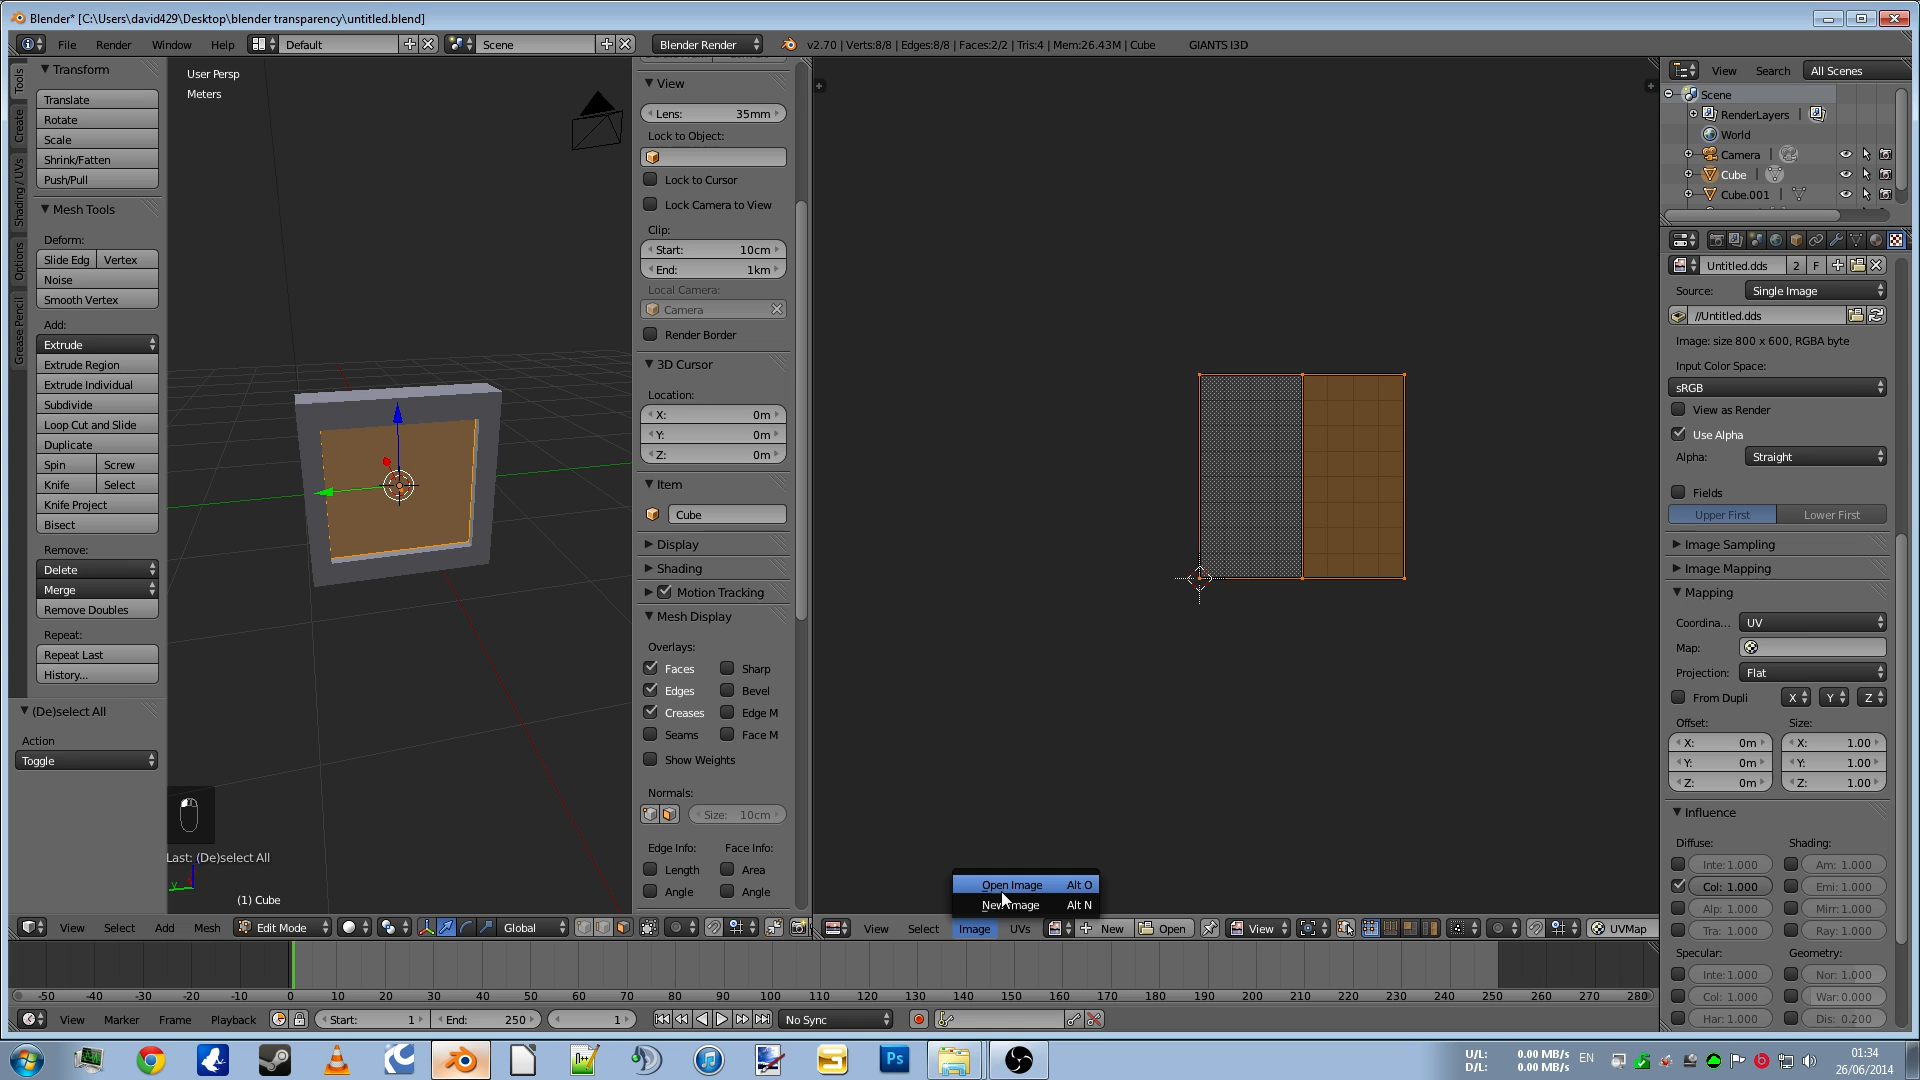 Blender* [C:\Users\david429\Desktop\blender transparency\untitled.blend]
File Render Window Help Default Scene Blender Render v2.70 | Verts:8/8 | Edges:8/8 | Faces:2/2 | Tris:4 | Mem:26.43M | Cube GIANTS I3D
Tools
Create
Shading / UVs
Options
Grease Pencil
Transform
Translate
Rotate
Scale
Shrink/Fatten
Push/Pull
Mesh Tools
Deform:
Slide Edg Vertex
Noise
Smooth Vertex
Add:
Extrude
Extrude Region
Extrude Individual
Subdivide
Loop Cut and Slide
Duplicate
Spin Screw
Knife Select
Knife Project
Bisect
Remove:
Delete
Merge
Remove Doubles
Repeat:
Repeat Last
History...
(De)select All
Action
Toggle
User Persp
Meters
Last: (De)select All
y
(1) Cube
View
Lens: 35mm
Lock to Object:
Lock to Cursor
Lock Camera to View
Clip:
Start: 10cm
End: 1km
Local Camera:
Camera
Render Border
3D Cursor
Location:
X: 0m
Y: 0m
Z: 0m
Item
Cube
Display
Shading
Motion Tracking
Mesh Display
Overlays:
Faces Sharp
Edges Bevel
Creases Edge M
Seams Face M
Show Weights
Normals:
Size: 10cm
Edge Info: Face Info:
Length Area
Angle Angle
Open Image Alt O
New Image Alt N
View Search All Scenes
Scene
RenderLayers |
World
Camera |
Cube |
Cube.001 |
Untitled.dds 2 F
Source: Single Image
//Untitled.dds
Image: size 800 x 600, RGBA byte
Input Color Space:
sRGB
View as Render
Use Alpha
Alpha: Straight
Fields
Upper First Lower First
Image Sampling
Image Mapping
Mapping
Coordina... UV
Map:
Projection: Flat
From Dupli X Y Z
Offset: Size:
X: 0m X: 1.00
Y: 0m Y: 1.00
Z: 0m Z: 1.00
Influence
Diffuse: Shading:
Inte: 1.000 Am: 1.000
Col: 1.000 Emi: 1.000
Alp: 1.000 Mirr: 1.000
Tra: 1.000 Ray: 1.000
Specular: Geometry:
Inte: 1.000 Nor: 1.000
Col: 1.000 War: 0.000
Har: 1.000 Dis: 0.200
View Select Add Mesh Edit Mode Global
View Select Image UVs New Open View UVMap
-50 -40 -30 -20 -10 0 10 20 30 40 50 60 70 80 90 100 110 120 130 140 150 160 170 180 190 200 210 220 230 240 250 260 270 280
View Marker Frame Playback Start: 1 End: 250 1 No Sync
Ps
U/L: 0.00 MB/s
D/L: 0.00 MB/s
EN
01:34
26/06/2014